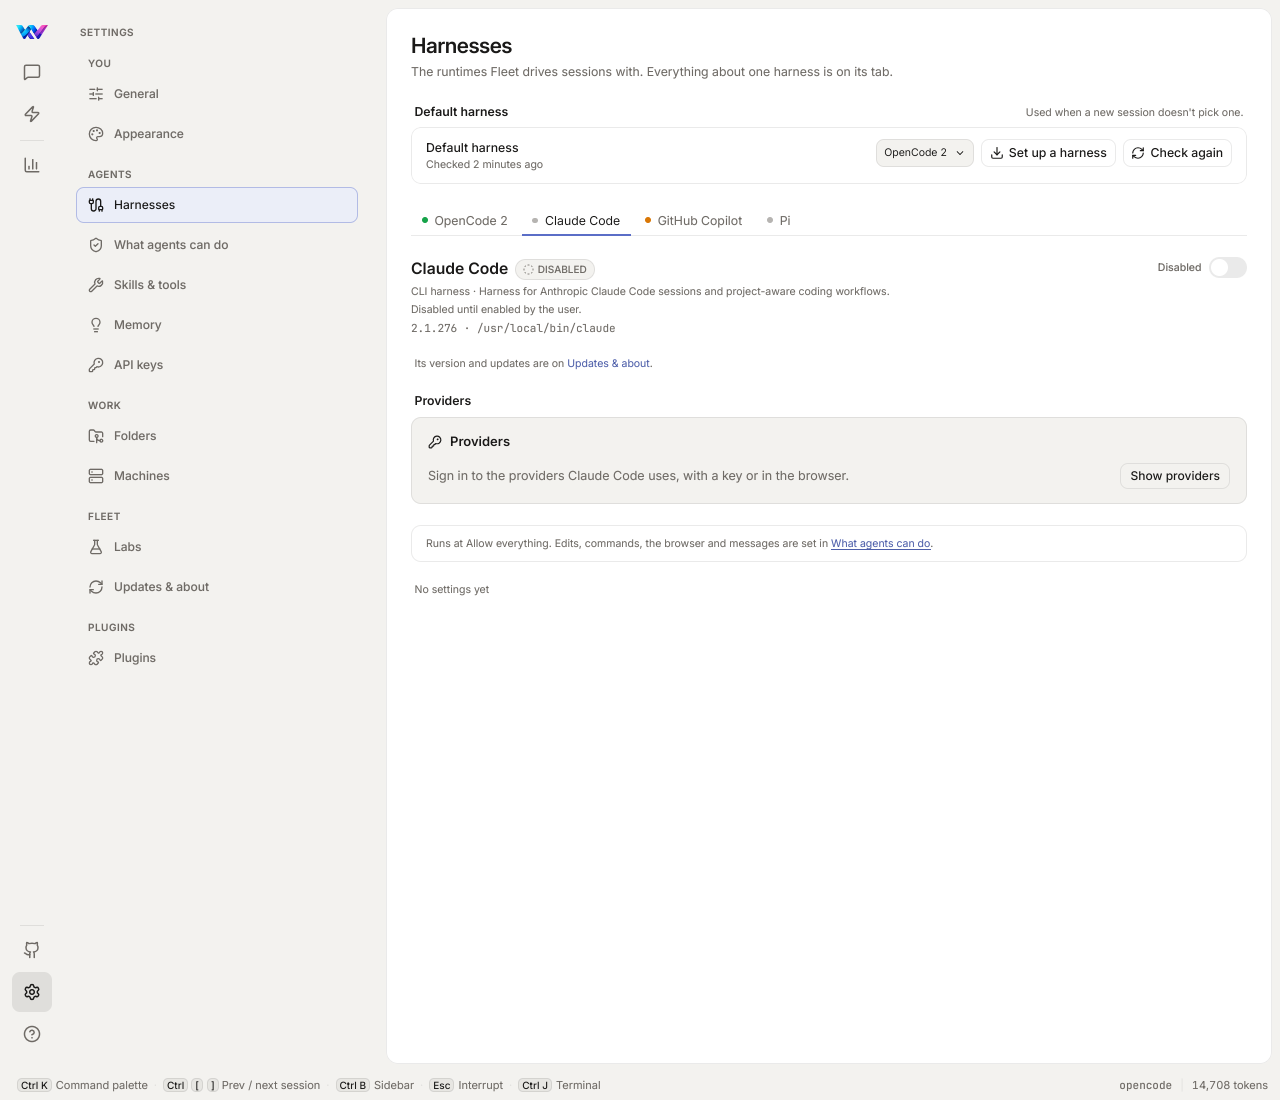 SETTINGS
YOU
General
Appearance
AGENTS
Harnesses
What agents can do
Skills & tools
Memory
API keys
WORK
Folders
Machines
FLEET
Labs
Updates & about
PLUGINS
Plugins
Harnesses
The runtimes Fleet drives sessions with. Everything about one harness is on its tab.
Default harness
Used when a new session doesn't pick one.
Default harness
Checked 2 minutes ago
OpenCode 2
Set up a harness
Check again
OpenCode 2
Claude Code
GitHub Copilot
Pi
Claude Code
DISABLED
Disabled
CLI harness · Harness for Anthropic Claude Code sessions and project-aware coding workflows.
Disabled until enabled by the user.
2.1.276 · /usr/local/bin/claude
Its version and updates are on Updates & about.
Providers
Providers
Sign in to the providers Claude Code uses, with a key or in the browser.
Show providers
Runs at Allow everything. Edits, commands, the browser and messages are set in What agents can do.
No settings yet
Ctrl K Command palette
Ctrl [ ] Prev / next session
Ctrl B Sidebar
Esc Interrupt
Ctrl J Terminal
opencode
14,708 tokens